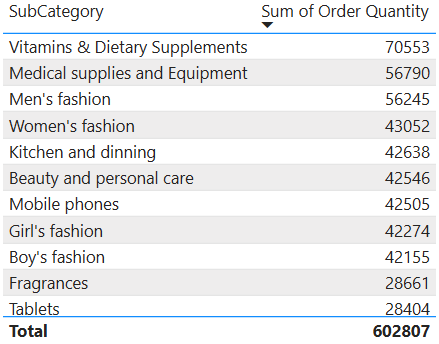 SubCategory Sum of Order Quantity
Vitamins & Dietary Supplements 70553
Medical supplies and Equipment 56790
Men's fashion 56245
Women's fashion 43052
Kitchen and dinning 42638
Beauty and personal care 42546
Mobile phones 42505
Girl's fashion 42274
Boy's fashion 42155
Fragrances 28661
Tablets 28404
Total 602807